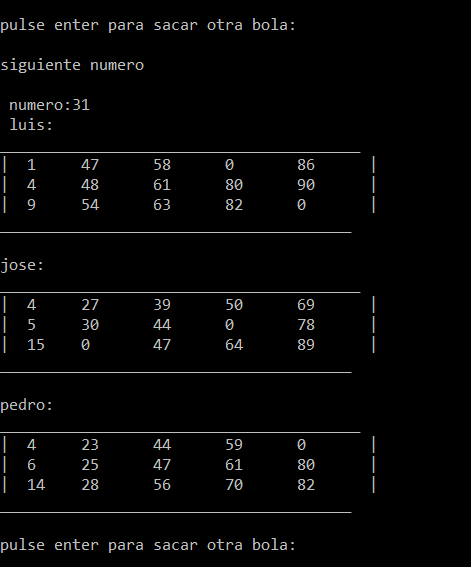 pulse enter para sacar otra bola:
siguiente numero
numero:31
luis:
| 1 47 58 0 86 |
| 4 48 61 80 90 |
| 9 54 63 82 0 |
jose:
| 4 27 39 50 69 |
| 5 30 44 0 78 |
| 15 0 47 64 89 |
pedro:
| 4 23 44 59 0 |
| 6 25 47 61 80 |
| 14 28 56 70 82 |
pulse enter para sacar otra bola: